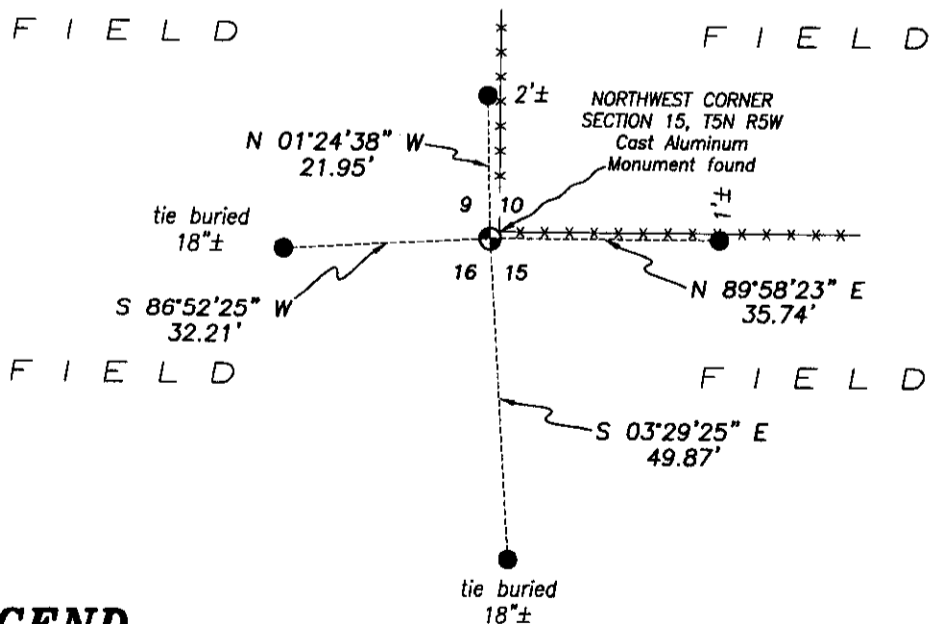 F I E L D
F I E L D
2'±
NORTHWEST CORNER
SECTION 15, T5N R5W
Cast Aluminum
Monument found
N 01°24'38" W
21.95'
1'±
9 10
tie buried
18"±
16 15
S 86°52'25" W
32.21'
N 89°58'23" E
35.74'
F I E L D
F I E L D
S 03°29'25" E
49.87'
tie buried
18"±